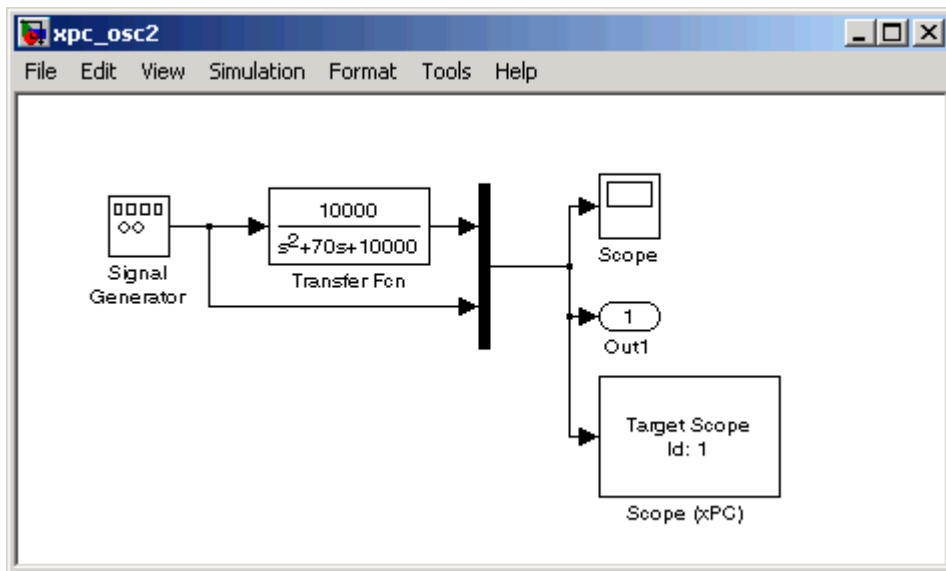 xpc_osc2
File Edit View Simulation Format Tools Help
10000
s²+70s+10000
Transfer Fcn
Signal
Generator
Scope
1
Out1
Target Scope
Id: 1
Scope (xPC)